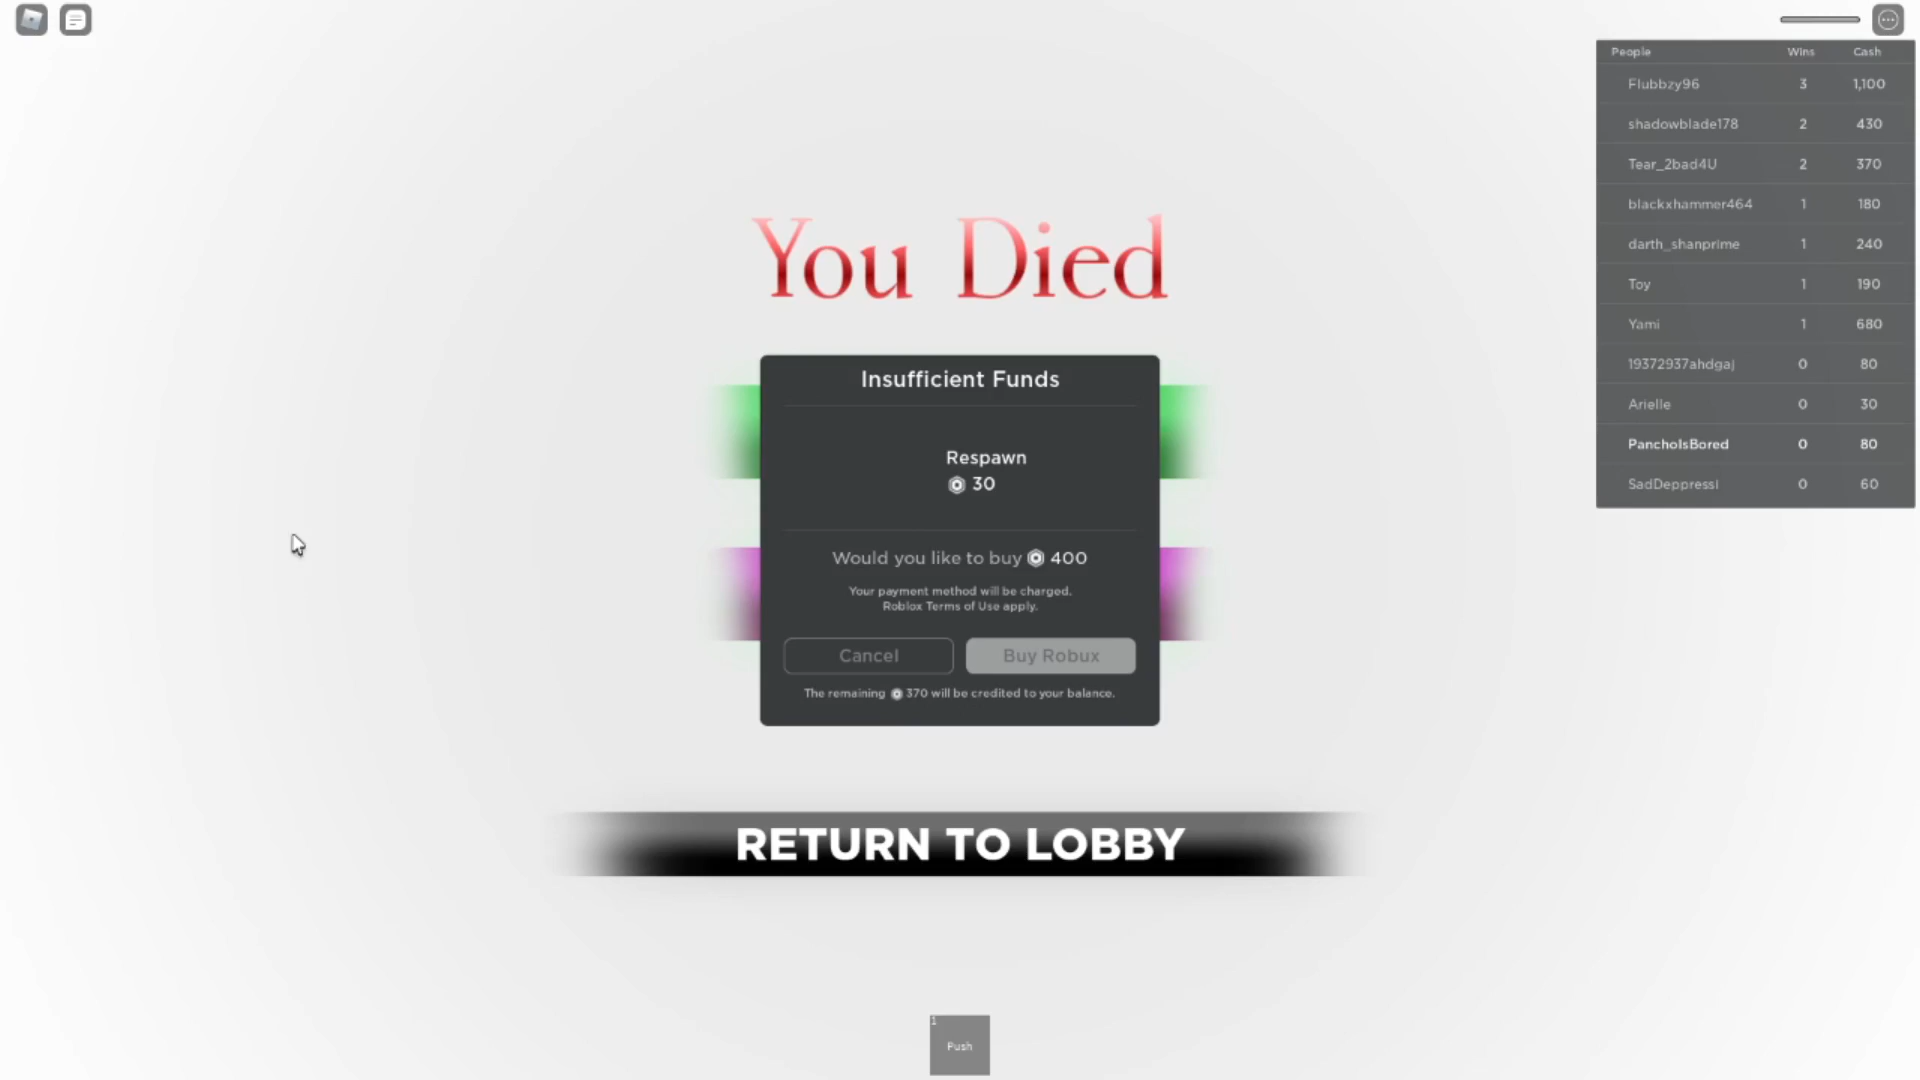 People Wins Cash
Flubbzy96 3 1,100
shadowblade178 2 430
Tear_2bad4U 2 370
blackxhammer464 1 180
darth_shanprime 1 240
Toy 1 190
Yami 1 680
19372937ahdgaj 0 80
Arielle 0 30
PanchoIsBored 0 80
SadDeppressi 0 60
You Died
Insufficient Funds
Respawn
30
Would you like to buy 400
Your payment method will be charged.
Roblox Terms of Use apply.
Cancel Buy Robux
The remaining 370 will be credited to your balance.
RETURN TO LOBBY
1
Push